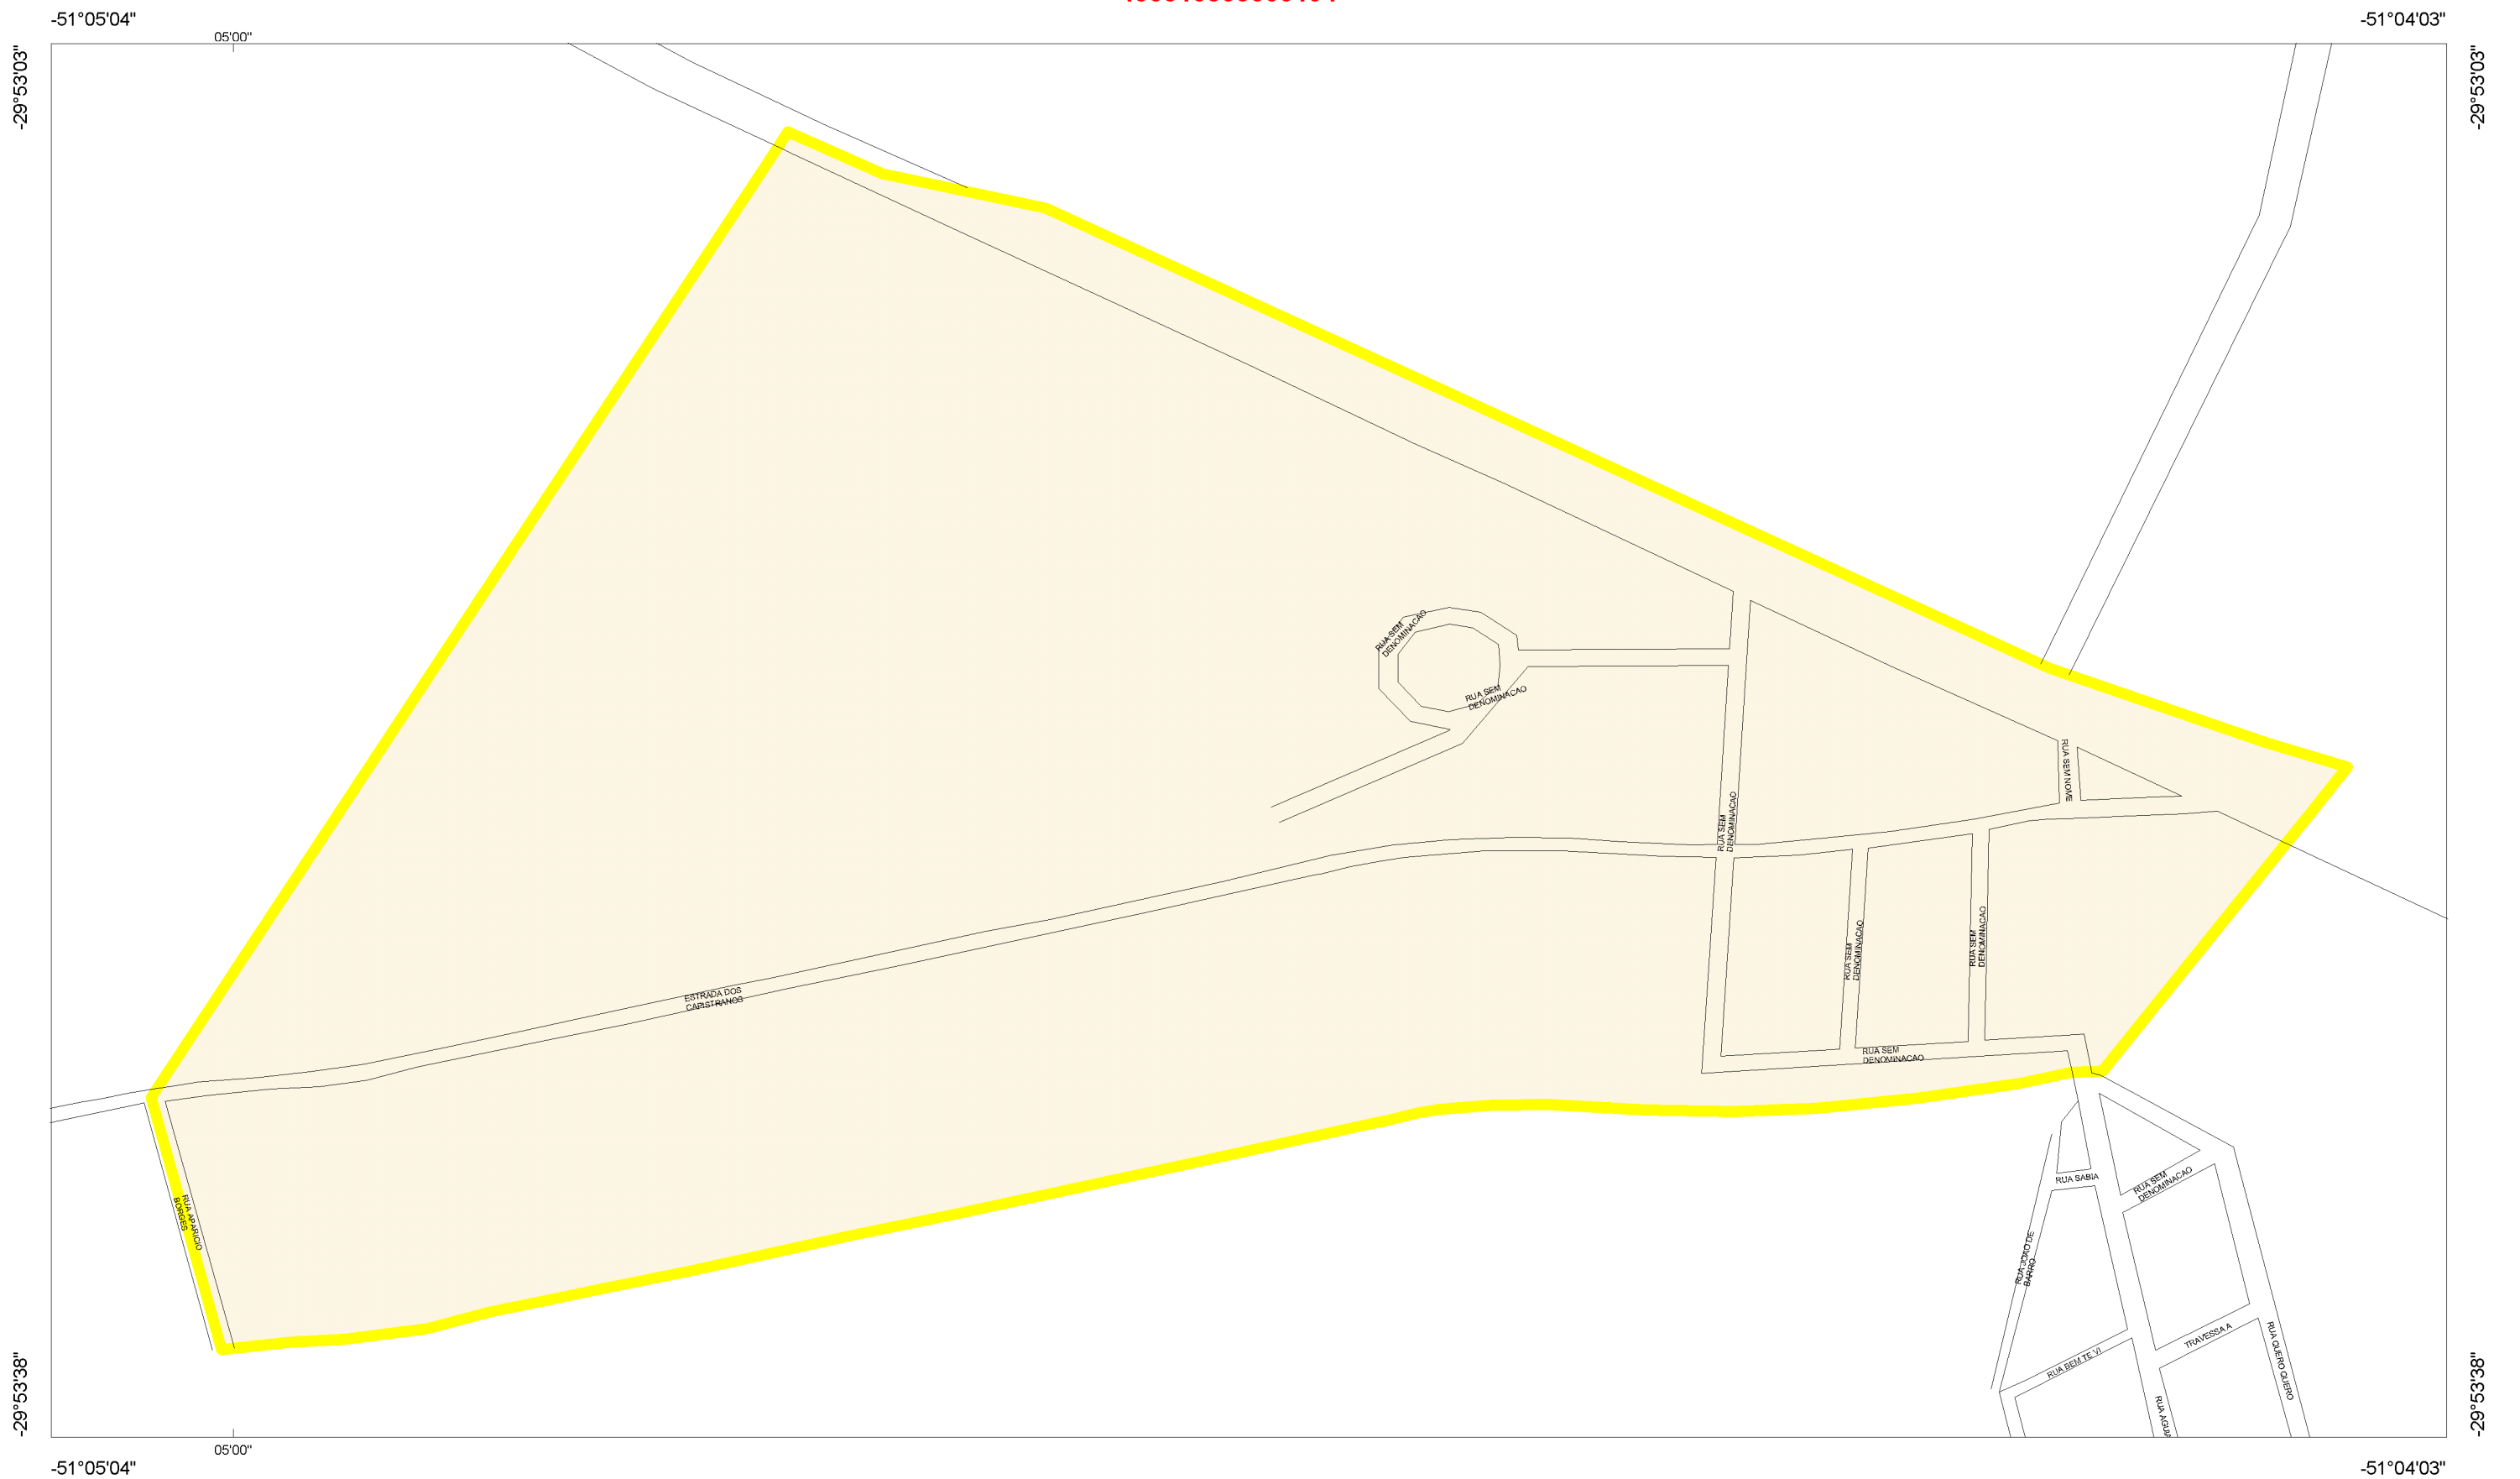 -51°05'04"
-51°04'03"
05'00"
-29°53'03"
-29°53'03"
RUA SEM
DENOMINACAO
RUA SEM
DENOMINACAO
RUA SEM NOME
RUA SEM
DENOMINACAO
RUA SEM
DENOMINACAO
RUA SEM
DENOMINACAO
ESTRADA DOS
CAPISTRANOS
RUA SEM
DENOMINACAO
RUA APARICIO
BORGES
RUA SABIA
RUA SEM
DENOMINACAO
RUA JOAO DE
BARRO
TRAVESSA A
RUA BEM TE VI
RUA QUERO QUERO
RUA AGUIA
-29°53'38"
-29°53'38"
05'00"
-51°05'04"
-51°04'03"